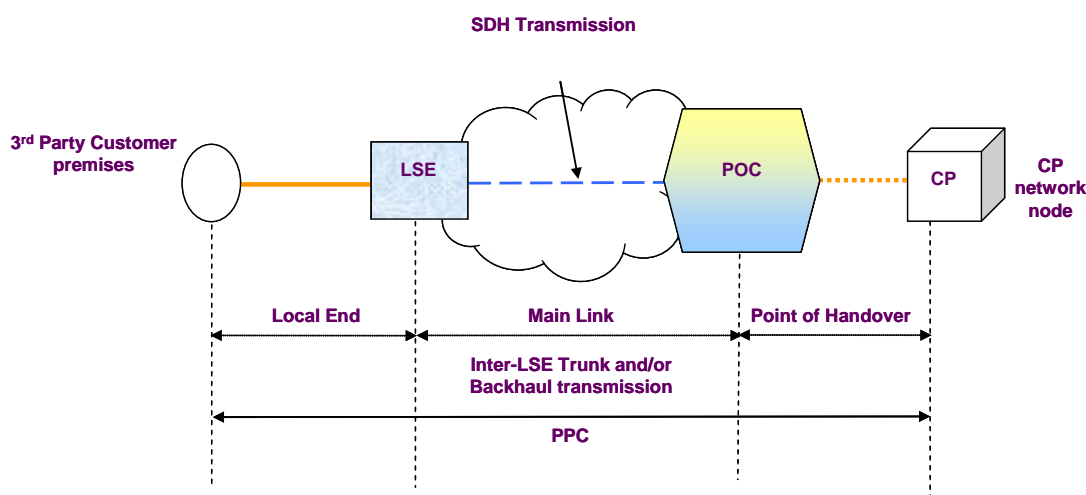 SDH Transmission
3rd Party Customer
premises
LSE
POC
CP
CP
network
node
Local End
Main Link
Point of Handover
Inter-LSE Trunk and/or
Backhaul transmission
PPC